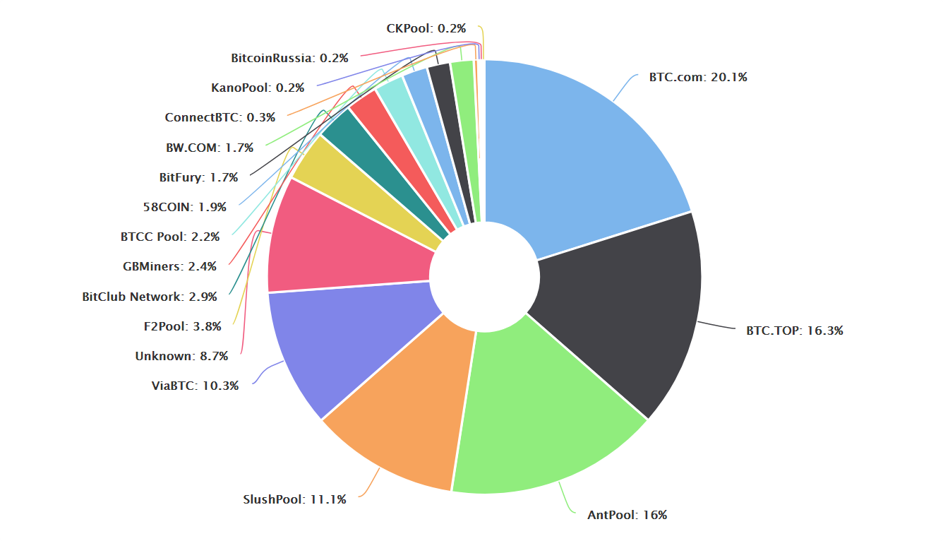 CKPool: 0.2%
BitcoinRussia: 0.2%
KanoPool: 0.2%
ConnectBTC: 0.3%
BW.COM: 1.7%
BitFury: 1.7%
58COIN: 1.9%
BTCC Pool: 2.2%
GBMiners: 2.4%
BitClub Network: 2.9%
F2Pool: 3.8%
Unknown: 8.7%
ViaBTC: 10.3%
SlushPool: 11.1%
AntPool: 16%
BTC.TOP: 16.3%
BTC.com: 20.1%